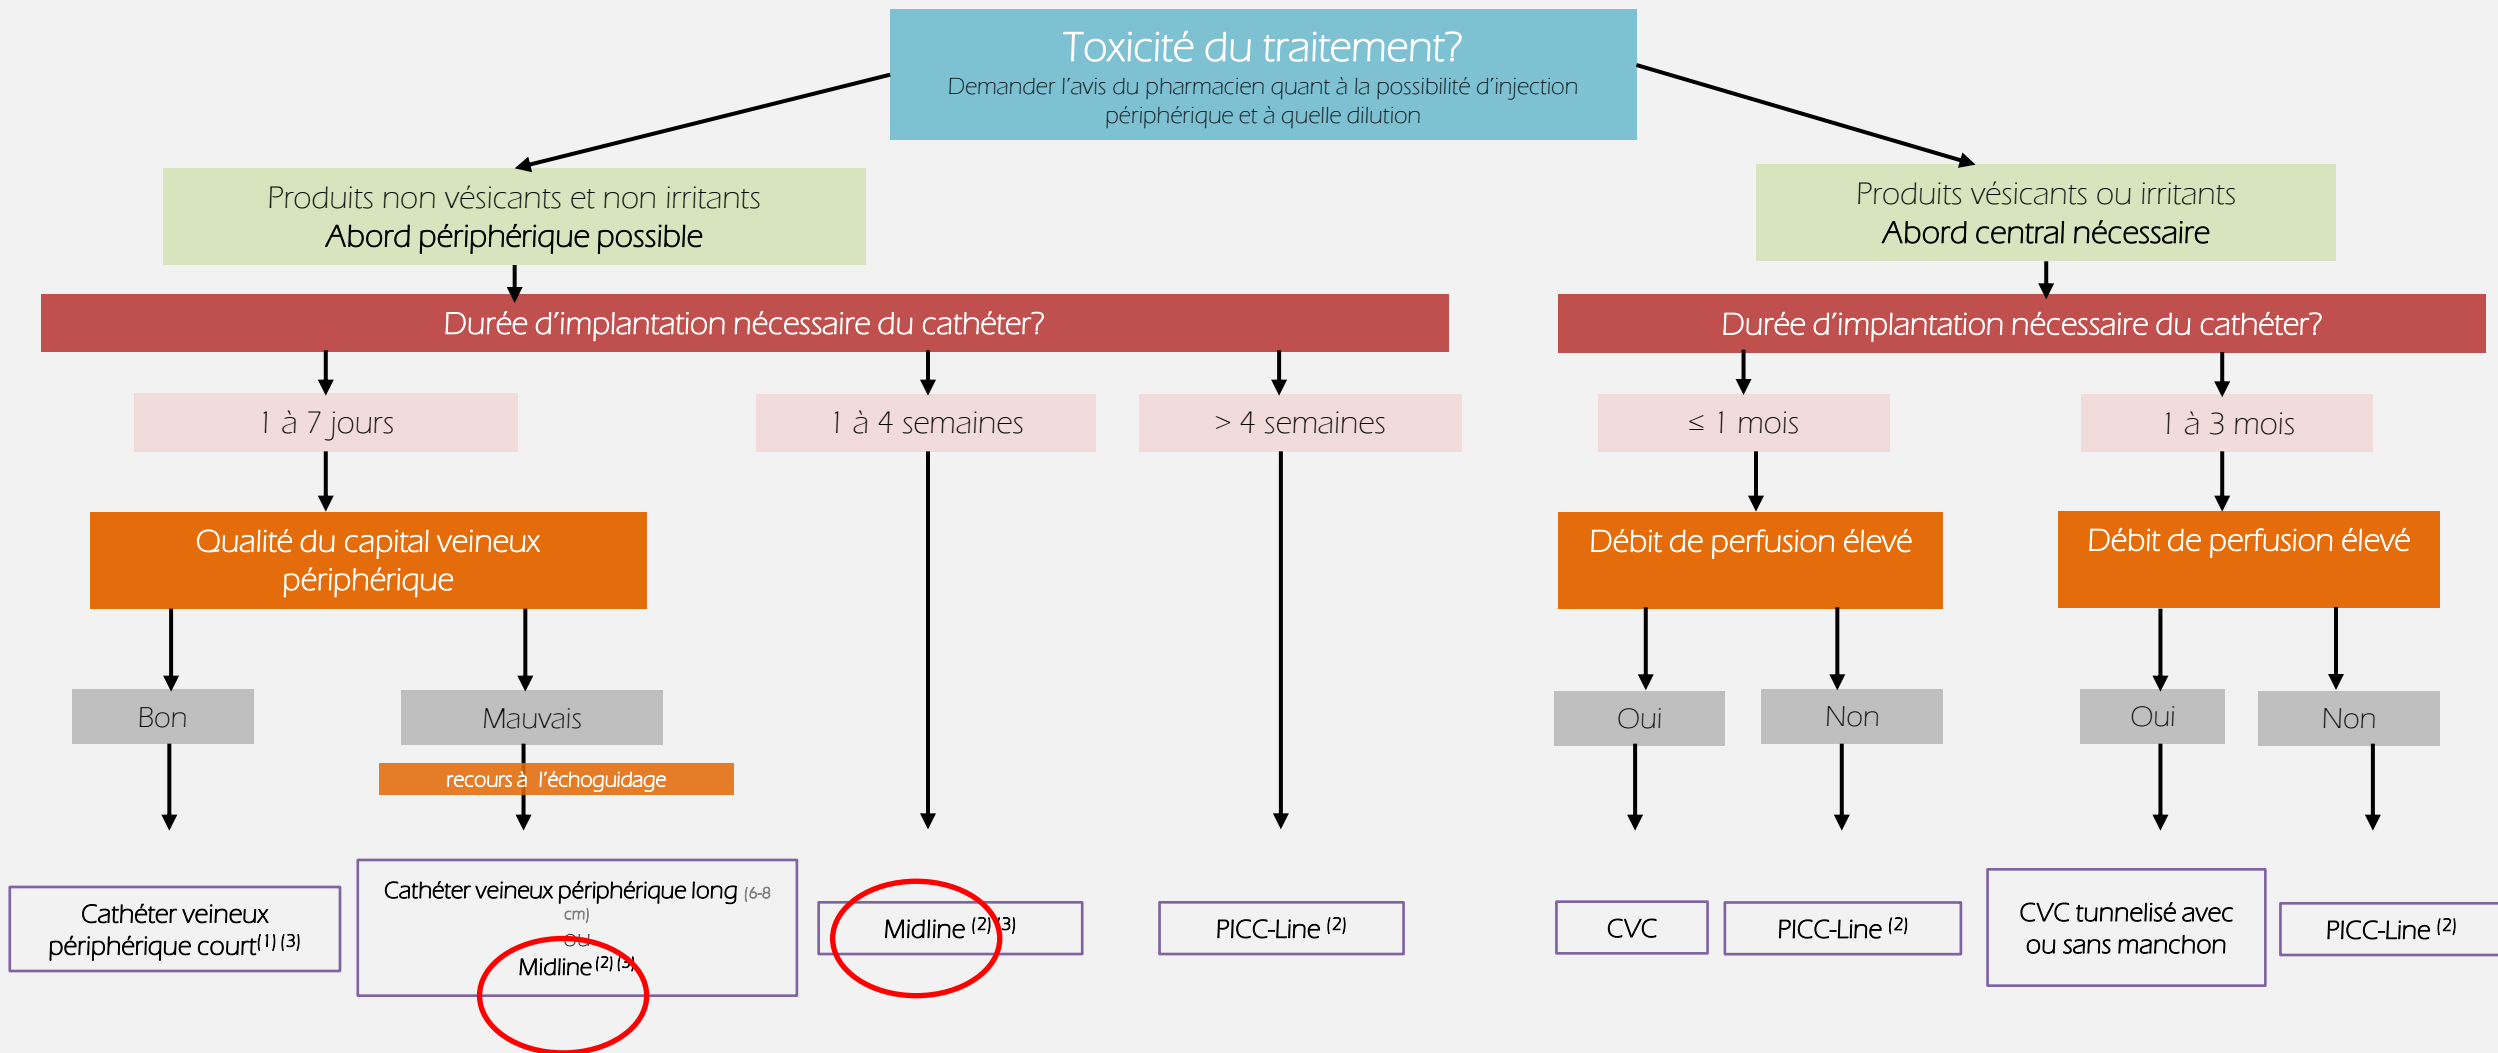 Toxicité du traitement?
Demander l'avis du pharmacien quant à la possibilité d'injection
périphérique et à quelle dilution
Produits non vésicants et non irritants
Abord périphérique possible
Produits vésicants ou irritants
Abord central nécessaire
Durée d'implantation nécessaire du cathéter?
Durée d'implantation nécessaire du cathéter?
1 à 7 jours
1 à 4 semaines
> 4 semaines
≤ 1 mois
1 à 3 mois
Qualité du capital veineux
périphérique
Débit de perfusion élevé
Débit de perfusion élevé
Bon
Mauvais
Oui
Non
Oui
Non
recours à l'échoguidage
Cathéter veineux
périphérique court(1) (3)
Cathéter veineux périphérique long (6-8
cm)
ou
Midline (2) (3)
Midline (2) (3)
PICC-Line (2)
CVC
PICC-Line (2)
CVC tunnelisé avec
ou sans manchon
PICC-Line (2)